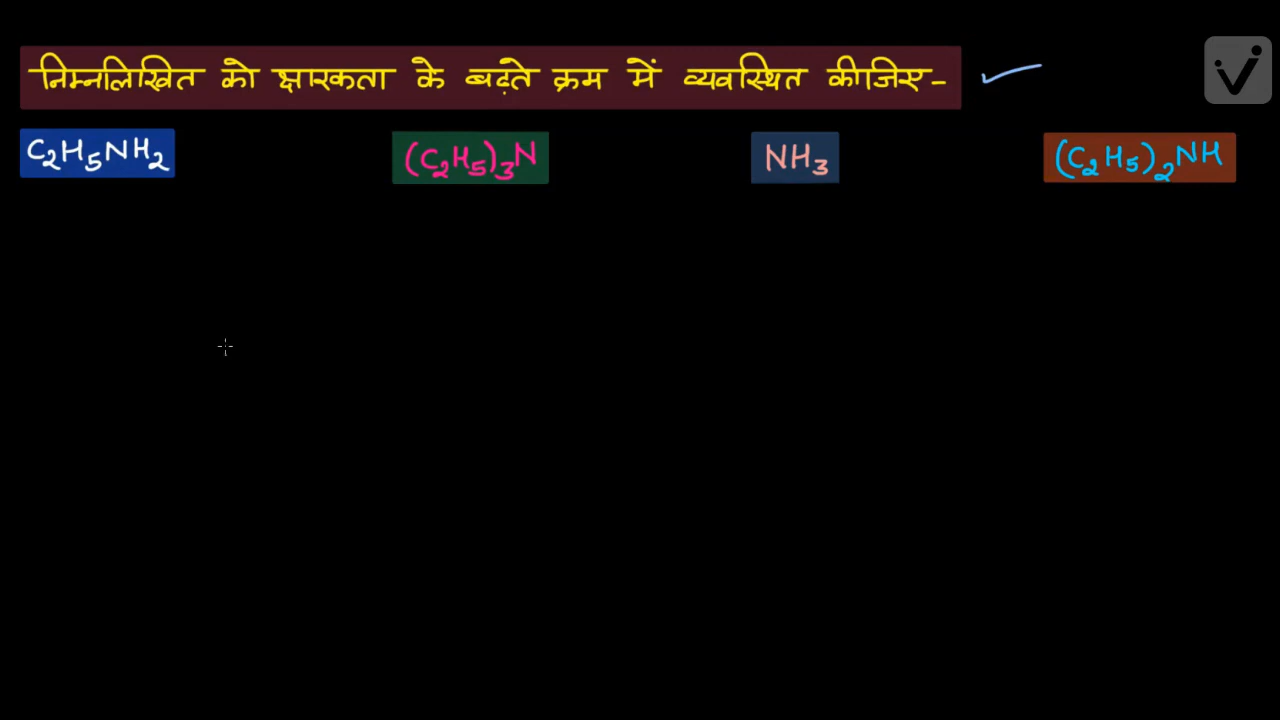 निम्नलिखित को क्षारकता के बढ़ते क्रम में व्यवस्थित कीजिए-
C₂H₅NH₂ (C₂H₅)₃N NH₃ (C₂H₅)₂NH